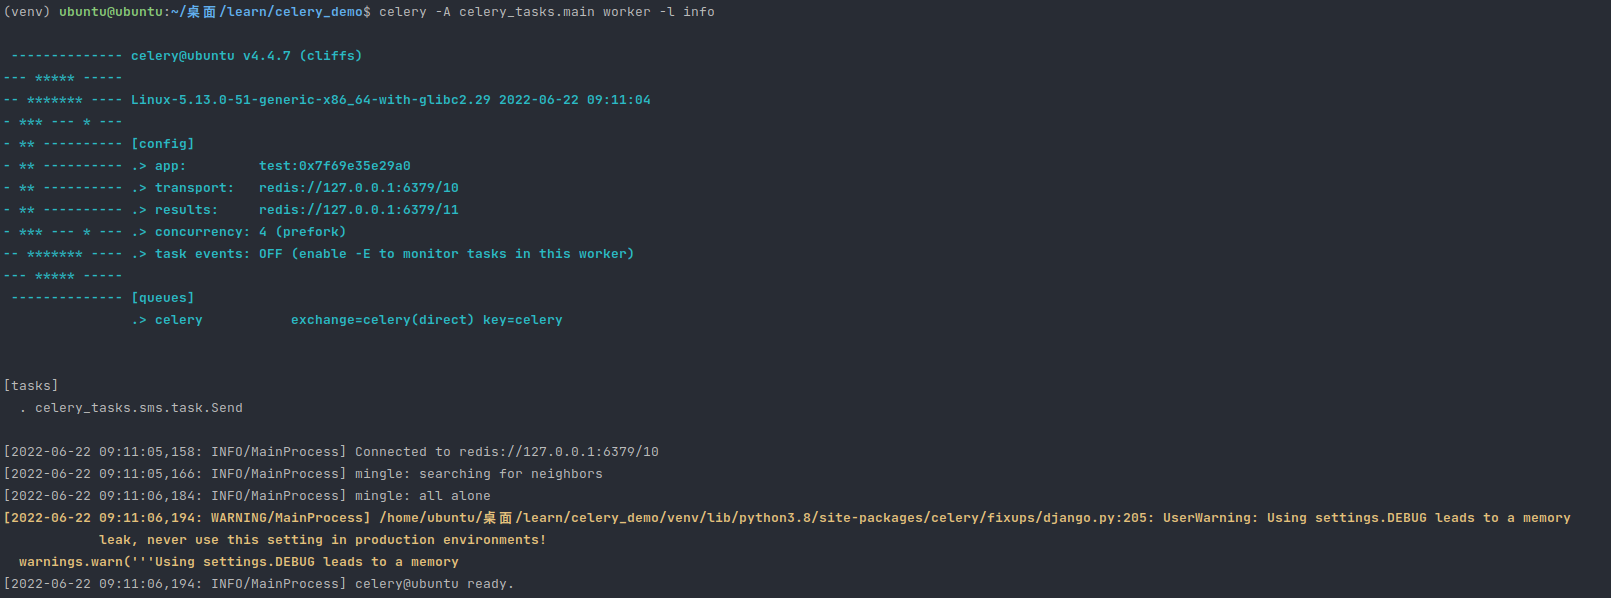 (venv) ubuntu@ubuntu:~/桌面/learn/celery_demo$ celery -A celery_tasks.main worker -l info
 -------------- celery@ubuntu v4.4.7 (cliffs)
--- ***** -----
-- ******* ---- Linux-5.13.0-51-generic-x86_64-with-glibc2.29 2022-06-22 09:11:04
- *** --- * ---
- ** ---------- [config]
- ** ---------- .> app:         test:0x7f69e35e29a0
- ** ---------- .> transport:   redis://127.0.0.1:6379/10
- ** ---------- .> results:     redis://127.0.0.1:6379/11
- *** --- * --- .> concurrency: 4 (prefork)
-- ******* ---- .> task events: OFF (enable -E to monitor tasks in this worker)
--- ***** -----
 -------------- [queues]
                .> celery           exchange=celery(direct) key=celery
[tasks]
  . celery_tasks.sms.task.Send
[2022-06-22 09:11:05,158: INFO/MainProcess] Connected to redis://127.0.0.1:6379/10
[2022-06-22 09:11:05,166: INFO/MainProcess] mingle: searching for neighbors
[2022-06-22 09:11:06,184: INFO/MainProcess] mingle: all alone
[2022-06-22 09:11:06,194: WARNING/MainProcess] /home/ubuntu/桌面/learn/celery_demo/venv/lib/python3.8/site-packages/celery/fixups/django.py:205: UserWarning: Using settings.DEBUG leads to a memory
            leak, never use this setting in production environments!
  warnings.warn('''Using settings.DEBUG leads to a memory
[2022-06-22 09:11:06,194: INFO/MainProcess] celery@ubuntu ready.